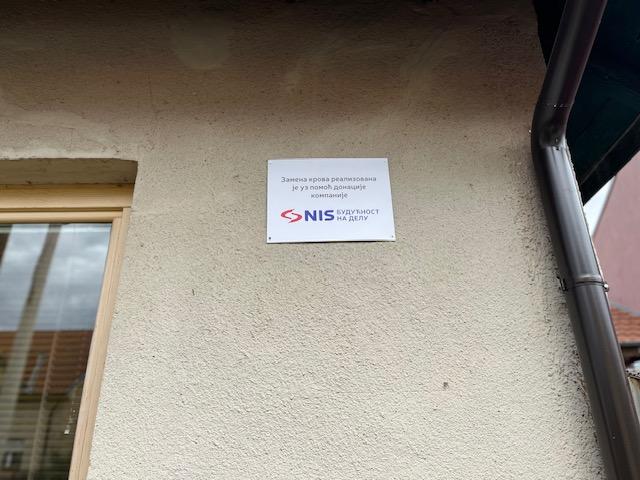 Замена крова реализована
је уз помоћ донације
компаније
NIS БУДУЋНОСТ
НА ДЕЛУ